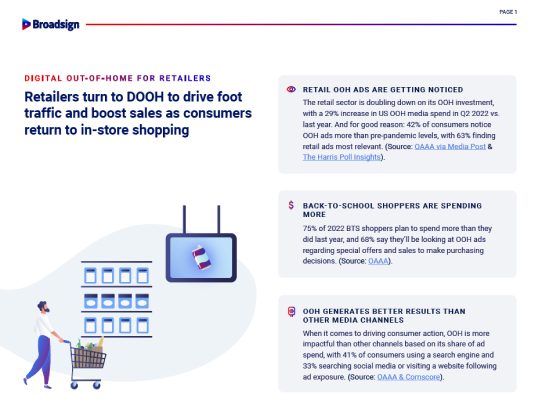 PAGE 1
Broadsign
DIGITAL OUT-OF-HOME FOR RETAILERS
Retailers turn to DOOH to drive foot
traffic and boost sales as consumers
return to in-store shopping
RETAIL OOH ADS ARE GETTING NOTICED
The retail sector is doubling down on its OOH investment,
with a 29% increase in US OOH media spend in Q2 2022 vs.
last year. And for good reason: 42% of consumers notice
OOH ads more than pre-pandemic levels, with 63% finding
retail ads most relevant. (Source: OAAA via Media Post &
The Harris Poll Insights).
$
BACK-TO-SCHOOL SHOPPERS ARE SPENDING
MORE
75% of 2022 BTS shoppers plan to spend more than they
did last year, and 68% say they'll be looking at OOH ads
regarding special offers and sales to make purchasing
decisions. (Source: OAAA).
OOH GENERATES BETTER RESULTS THAN
OTHER MEDIA CHANNELS
When it comes to driving consumer action, OOH is more
impactful than other channels based on its share of ad
spend, with 41% of consumers using a search engine and
33% searching social media or visiting a website following
ad exposure. (Source: OAAA & Comscore).